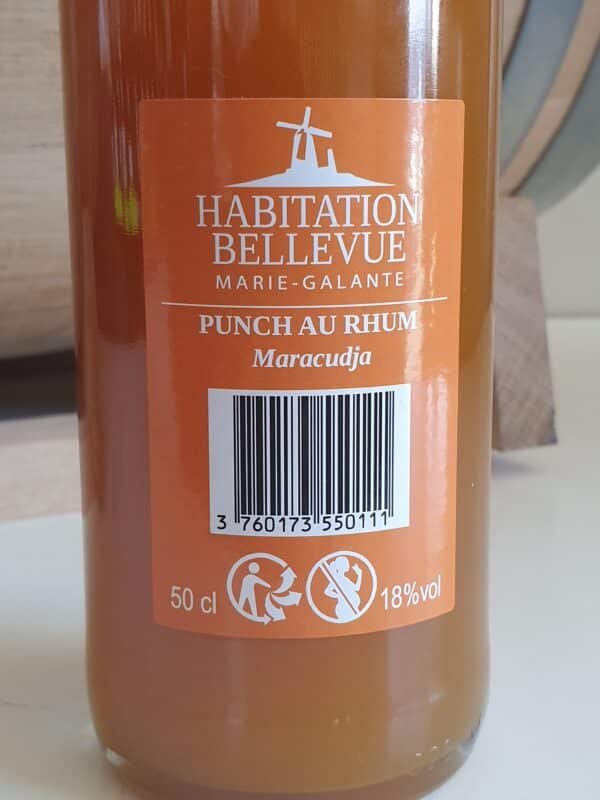 HABITATION
BELLEVUE
MARIE-GALANTE
PUNCH AU RHUM
Maracudja
3 760173 550111
50 cl 18%vol